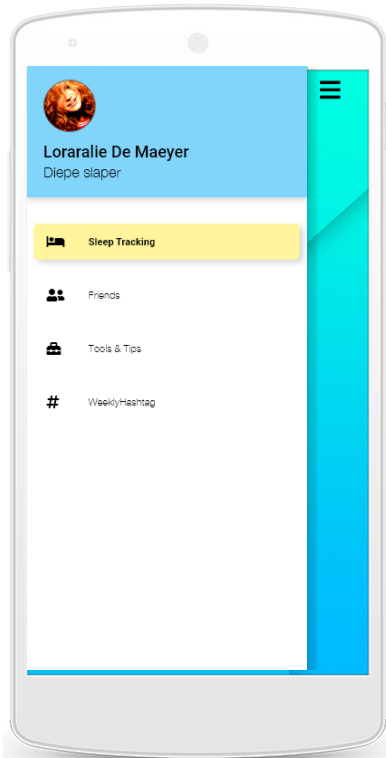 Loraralie De Maeyer
Diepe slaper
Sleep Tracking
Friends
Tools & Tips
WeeklyHashtag